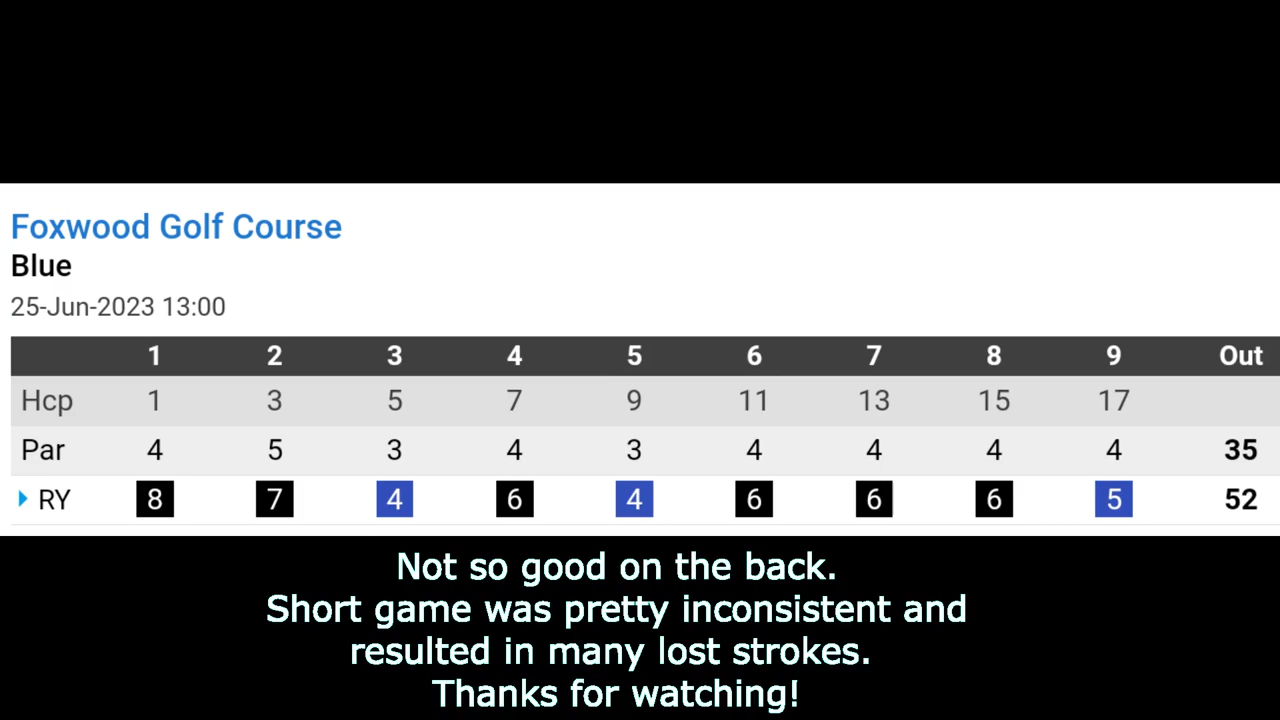 Foxwood Golf Course
Blue
25-Jun-2023 13:00
1 2 3 4 5 6 7 8 9 Out
Hcp 1 3 5 7 9 11 13 15 17
Par 4 5 3 4 3 4 4 4 4 35
RY 8 7 4 6 4 6 6 6 5 52
Not so good on the back.
Short game was pretty inconsistent and
resulted in many lost strokes.
Thanks for watching!